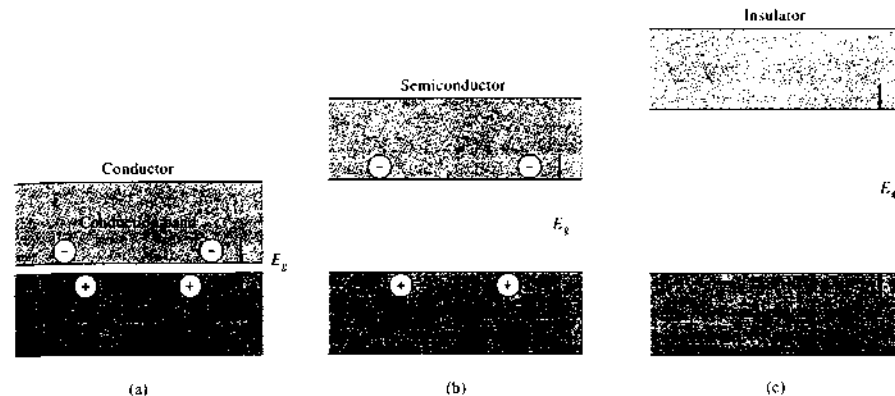 Conductor
Conduction band
− −
E_g
+ +
(a)
Semiconductor
− −
E_g
+ +
(b)
Insulator
E_g
(c)